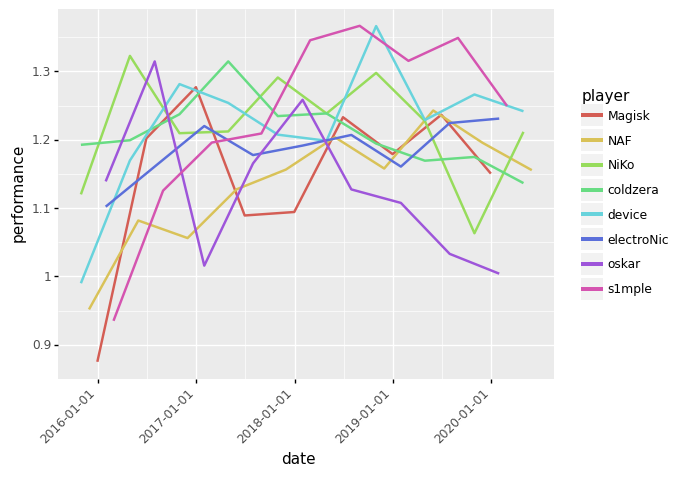 1.3
1.2
1.1
1
0.9
performance
2016-01-01
2017-01-01
2018-01-01
2019-01-01
2020-01-01
date
player
Magisk
NAF
NiKo
coldzera
device
electroNic
oskar
s1mple